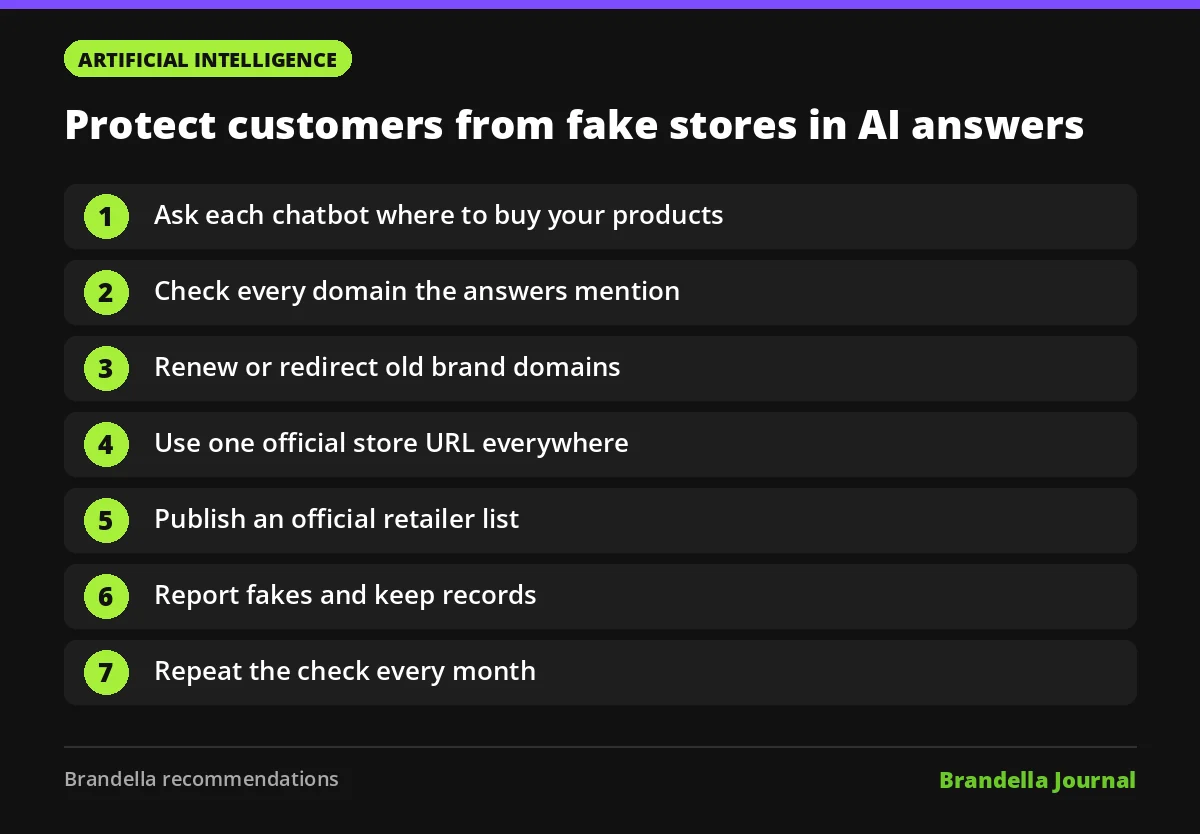 ARTIFICIAL INTELLIGENCE
Protect customers from fake stores in AI answers
1 Ask each chatbot where to buy your products
2 Check every domain the answers mention
3 Renew or redirect old brand domains
4 Use one official store URL everywhere
5 Publish an official retailer list
6 Report fakes and keep records
7 Repeat the check every month
Brandella recommendations
Brandella Journal